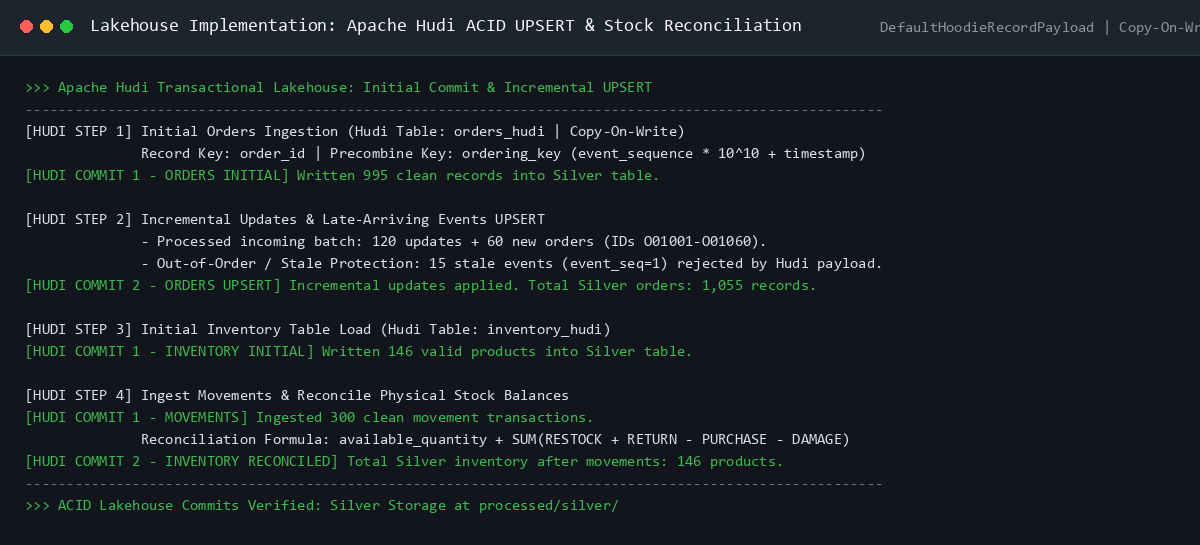 Lakehouse Implementation: Apache Hudi ACID UPSERT & Stock Reconciliation
DefaultHoodieRecordPayload | Copy-On-Wr
>>> Apache Hudi Transactional Lakehouse: Initial Commit & Incremental UPSERT
--------------------------------------------------------------------------------------------------------
[HUDI STEP 1] Initial Orders Ingestion (Hudi Table: orders_hudi | Copy-On-Write)
Record Key: order_id | Precombine Key: ordering_key (event_sequence * 10^10 + timestamp)
[HUDI COMMIT 1 - ORDERS INITIAL] Written 995 clean records into Silver table.
[HUDI STEP 2] Incremental Updates & Late-Arriving Events UPSERT
- Processed incoming batch: 120 updates + 60 new orders (IDs O01001-O01060).
- Out-of-Order / Stale Protection: 15 stale events (event_seq=1) rejected by Hudi payload.
[HUDI COMMIT 2 - ORDERS UPSERT] Incremental updates applied. Total Silver orders: 1,055 records.
[HUDI STEP 3] Initial Inventory Table Load (Hudi Table: inventory_hudi)
[HUDI COMMIT 1 - INVENTORY INITIAL] Written 146 valid products into Silver table.
[HUDI STEP 4] Ingest Movements & Reconcile Physical Stock Balances
[HUDI COMMIT 1 - MOVEMENTS] Ingested 300 clean movement transactions.
Reconciliation Formula: available_quantity + SUM(RESTOCK + RETURN - PURCHASE - DAMAGE)
[HUDI COMMIT 2 - INVENTORY RECONCILED] Total Silver inventory after movements: 146 products.
--------------------------------------------------------------------------------------------------------
>>> ACID Lakehouse Commits Verified: Silver Storage at processed/silver/